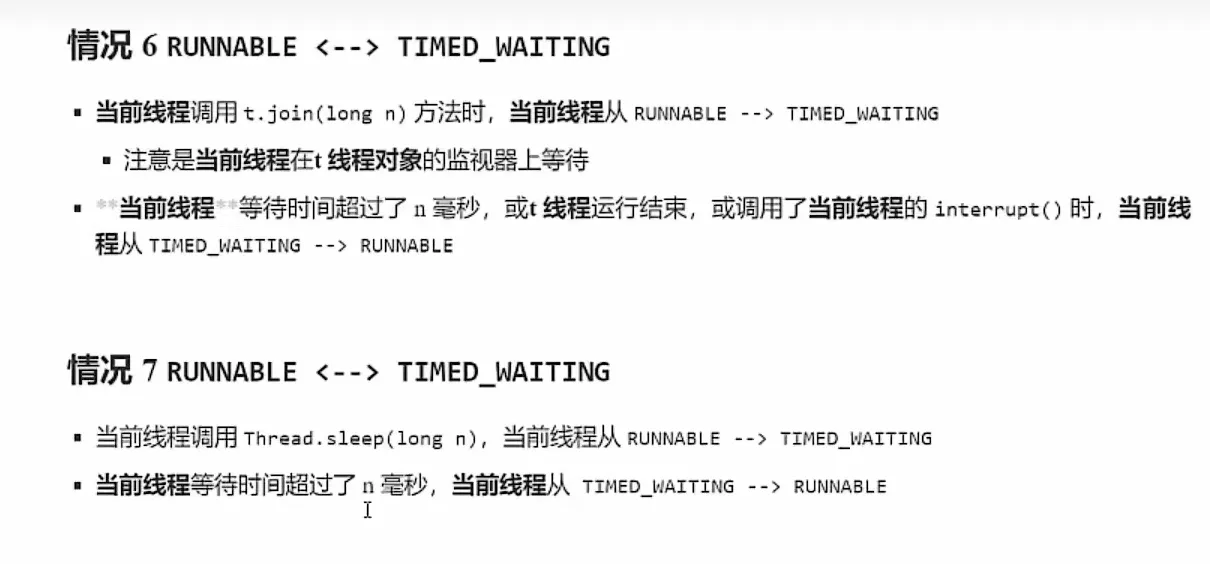 情况 6 RUNNABLE <--> TIMED_WAITING
当前线程调用 t.join(long n) 方法时，当前线程从 RUNNABLE --> TIMED_WAITING
注意是当前线程在t 线程对象的监视器上等待
**当前线程**等待时间超过了 n 毫秒，或t 线程运行结束，或调用了当前线程的 interrupt() 时，当前线
程从 TIMED_WAITING --> RUNNABLE
情况 7 RUNNABLE <--> TIMED_WAITING
当前线程调用 Thread.sleep(long n)，当前线程从 RUNNABLE --> TIMED_WAITING
当前线程等待时间超过了 n 毫秒，当前线程从 TIMED_WAITING --> RUNNABLE